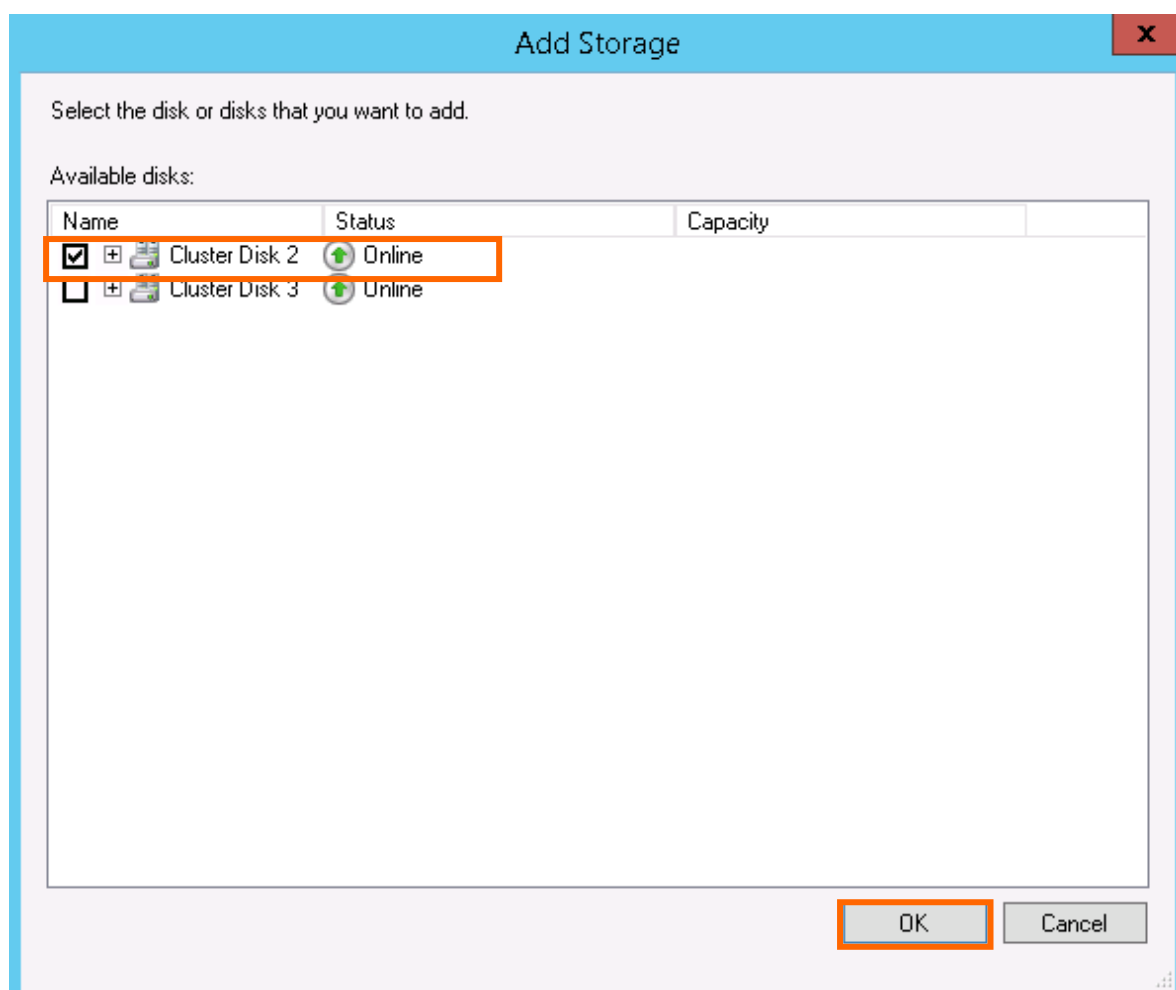 Add Storage
x
Select the disk or disks that you want to add.
Available disks:
Name Status Capacity
Cluster Disk 2 Online
Cluster Disk 3 Online
OK Cancel